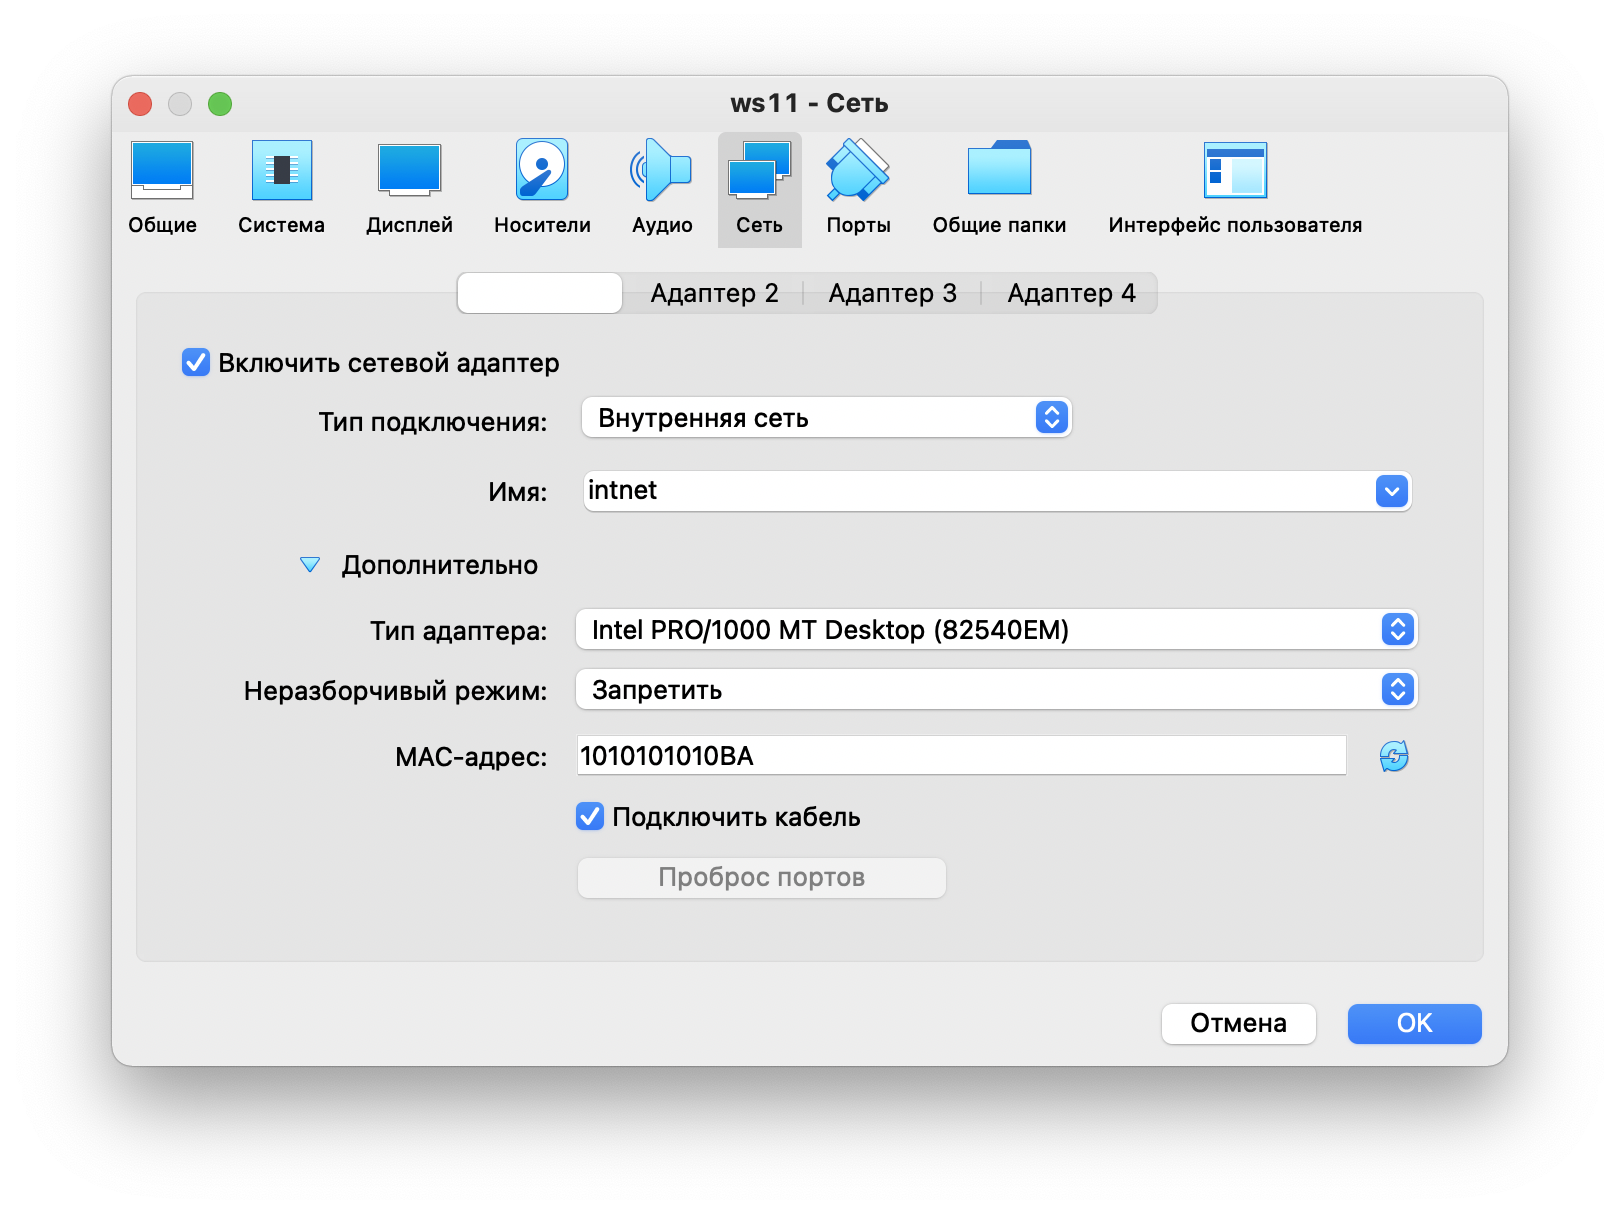 ws11 - Сеть
Общие Система Дисплей Носители Аудио Сеть Порты Общие папки Интерфейс пользователя
Адаптер 2 Адаптер 3 Адаптер 4
Включить сетевой адаптер
Тип подключения: Внутренняя сеть
Имя: intnet
Дополнительно
Тип адаптера: Intel PRO/1000 MT Desktop (82540EM)
Неразборчивый режим: Запретить
MAC-адрес: 1010101010BA
Подключить кабель
Проброс портов
Отмена OK